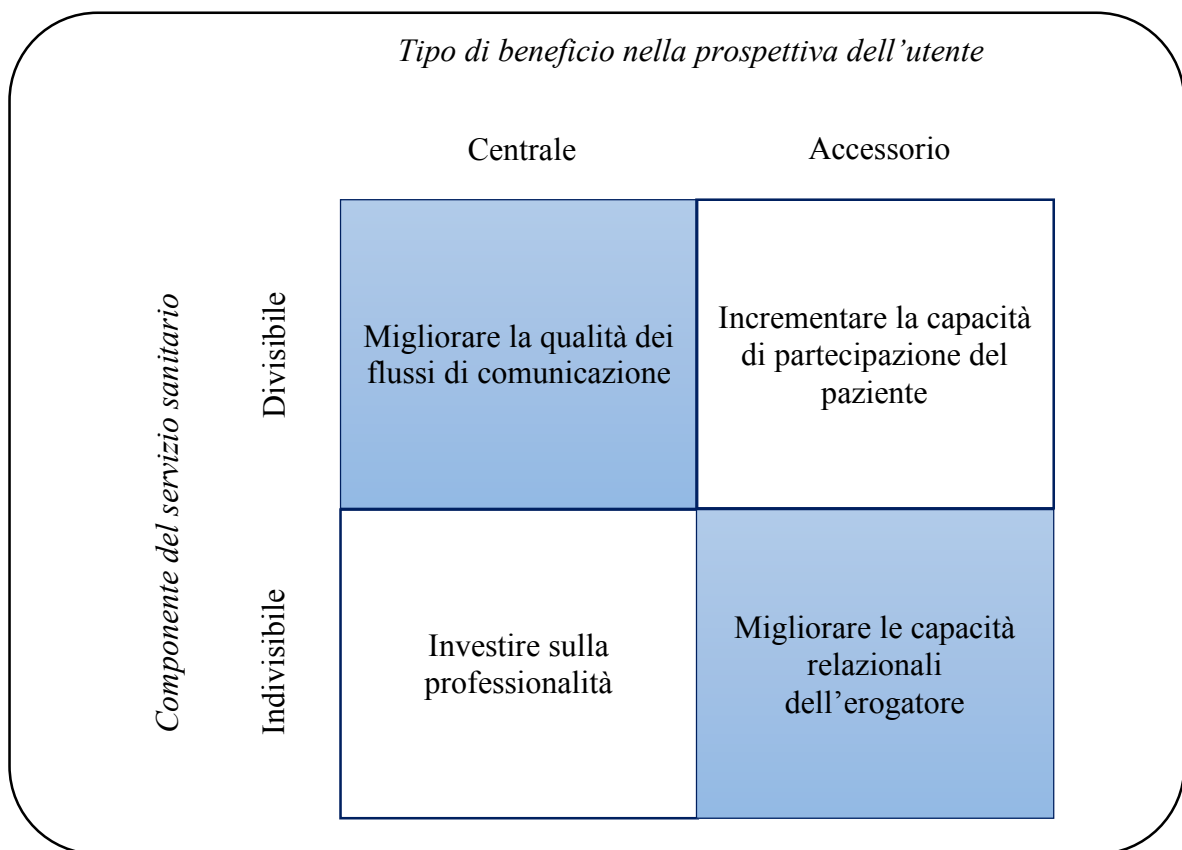 Tipo di beneficio nella prospettiva dell’utente
Centrale
Accessorio
Componente del servizio sanitario
Divisibile
Migliorare la qualità dei
flussi di comunicazione
Incrementare la capacità
di partecipazione del
paziente
Indivisibile
Investire sulla
professionalità
Migliorare le capacità
relazionali
dell’erogatore